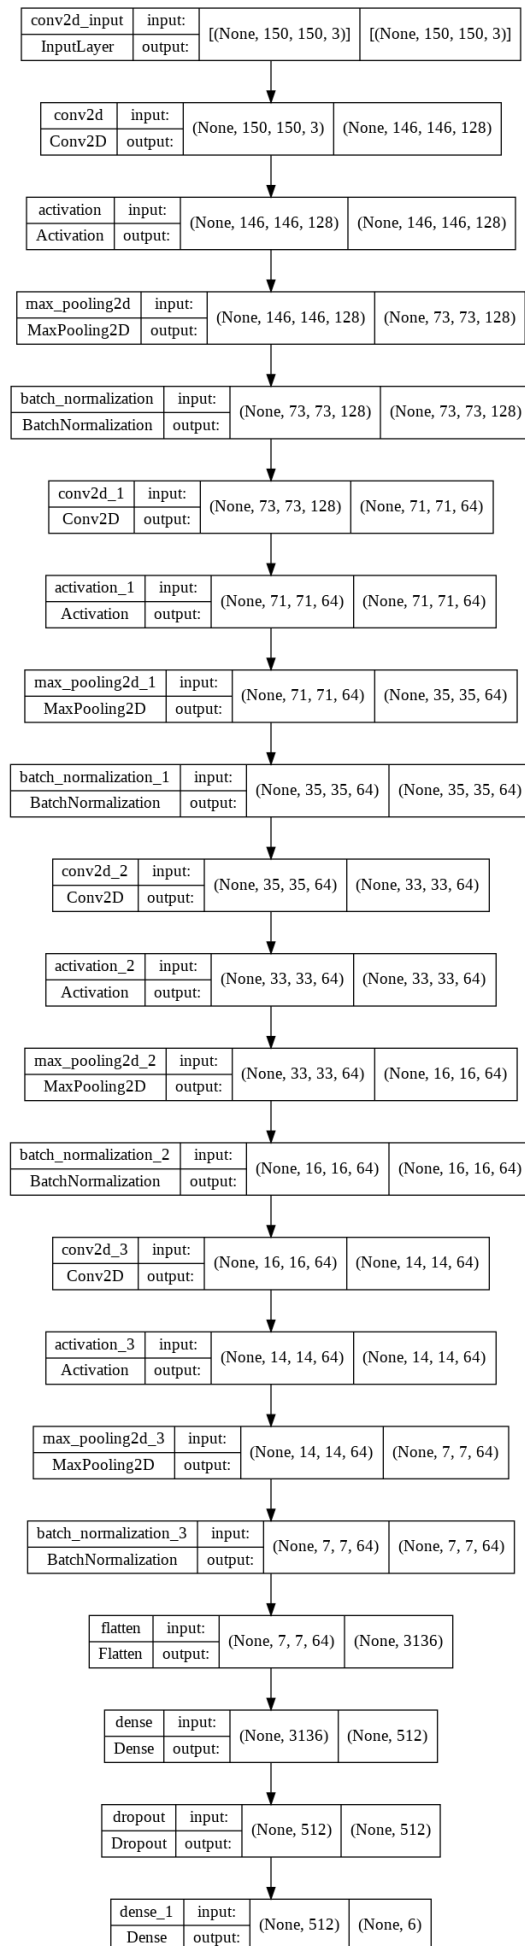 conv2d_input input: [(None, 150, 150, 3)] [(None, 150, 150, 3)]
InputLayer output:
conv2d input: (None, 150, 150, 3) (None, 146, 146, 128)
Conv2D output:
activation input: (None, 146, 146, 128) (None, 146, 146, 128)
Activation output:
max_pooling2d input: (None, 146, 146, 128) (None, 73, 73, 128)
MaxPooling2D output:
batch_normalization input: (None, 73, 73, 128) (None, 73, 73, 128)
BatchNormalization output:
conv2d_1 input: (None, 73, 73, 128) (None, 71, 71, 64)
Conv2D output:
activation_1 input: (None, 71, 71, 64) (None, 71, 71, 64)
Activation output:
max_pooling2d_1 input: (None, 71, 71, 64) (None, 35, 35, 64)
MaxPooling2D output:
batch_normalization_1 input: (None, 35, 35, 64) (None, 35, 35, 64)
BatchNormalization output:
conv2d_2 input: (None, 35, 35, 64) (None, 33, 33, 64)
Conv2D output:
activation_2 input: (None, 33, 33, 64) (None, 33, 33, 64)
Activation output:
max_pooling2d_2 input: (None, 33, 33, 64) (None, 16, 16, 64)
MaxPooling2D output:
batch_normalization_2 input: (None, 16, 16, 64) (None, 16, 16, 64)
BatchNormalization output:
conv2d_3 input: (None, 16, 16, 64) (None, 14, 14, 64)
Conv2D output:
activation_3 input: (None, 14, 14, 64) (None, 14, 14, 64)
Activation output:
max_pooling2d_3 input: (None, 14, 14, 64) (None, 7, 7, 64)
MaxPooling2D output:
batch_normalization_3 input: (None, 7, 7, 64) (None, 7, 7, 64)
BatchNormalization output:
flatten input: (None, 7, 7, 64) (None, 3136)
Flatten output:
dense input: (None, 3136) (None, 512)
Dense output:
dropout input: (None, 512) (None, 512)
Dropout output:
dense_1 input: (None, 512) (None, 6)
Dense output: